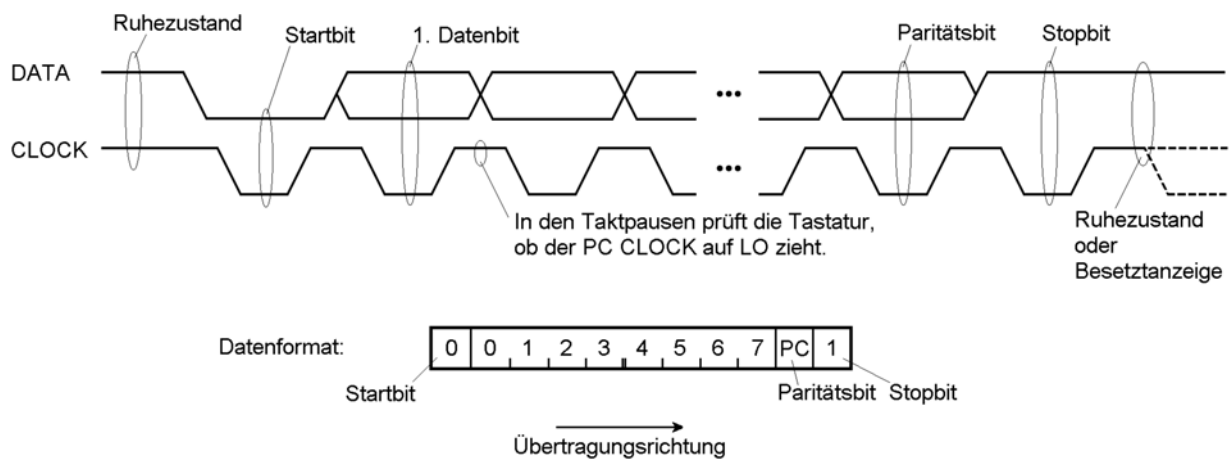 Ruhezustand
Startbit
1. Datenbit
Paritätsbit
Stopbit
DATA
...
CLOCK
...
In den Taktpausen prüft die Tastatur,
ob der PC CLOCK auf LO zieht.
Ruhezustand
oder
Besetztanzeige
Datenformat:
0 0 1 2 3 4 5 6 7 PC 1
Startbit
Paritätsbit
Stopbit
Übertragungsrichtung